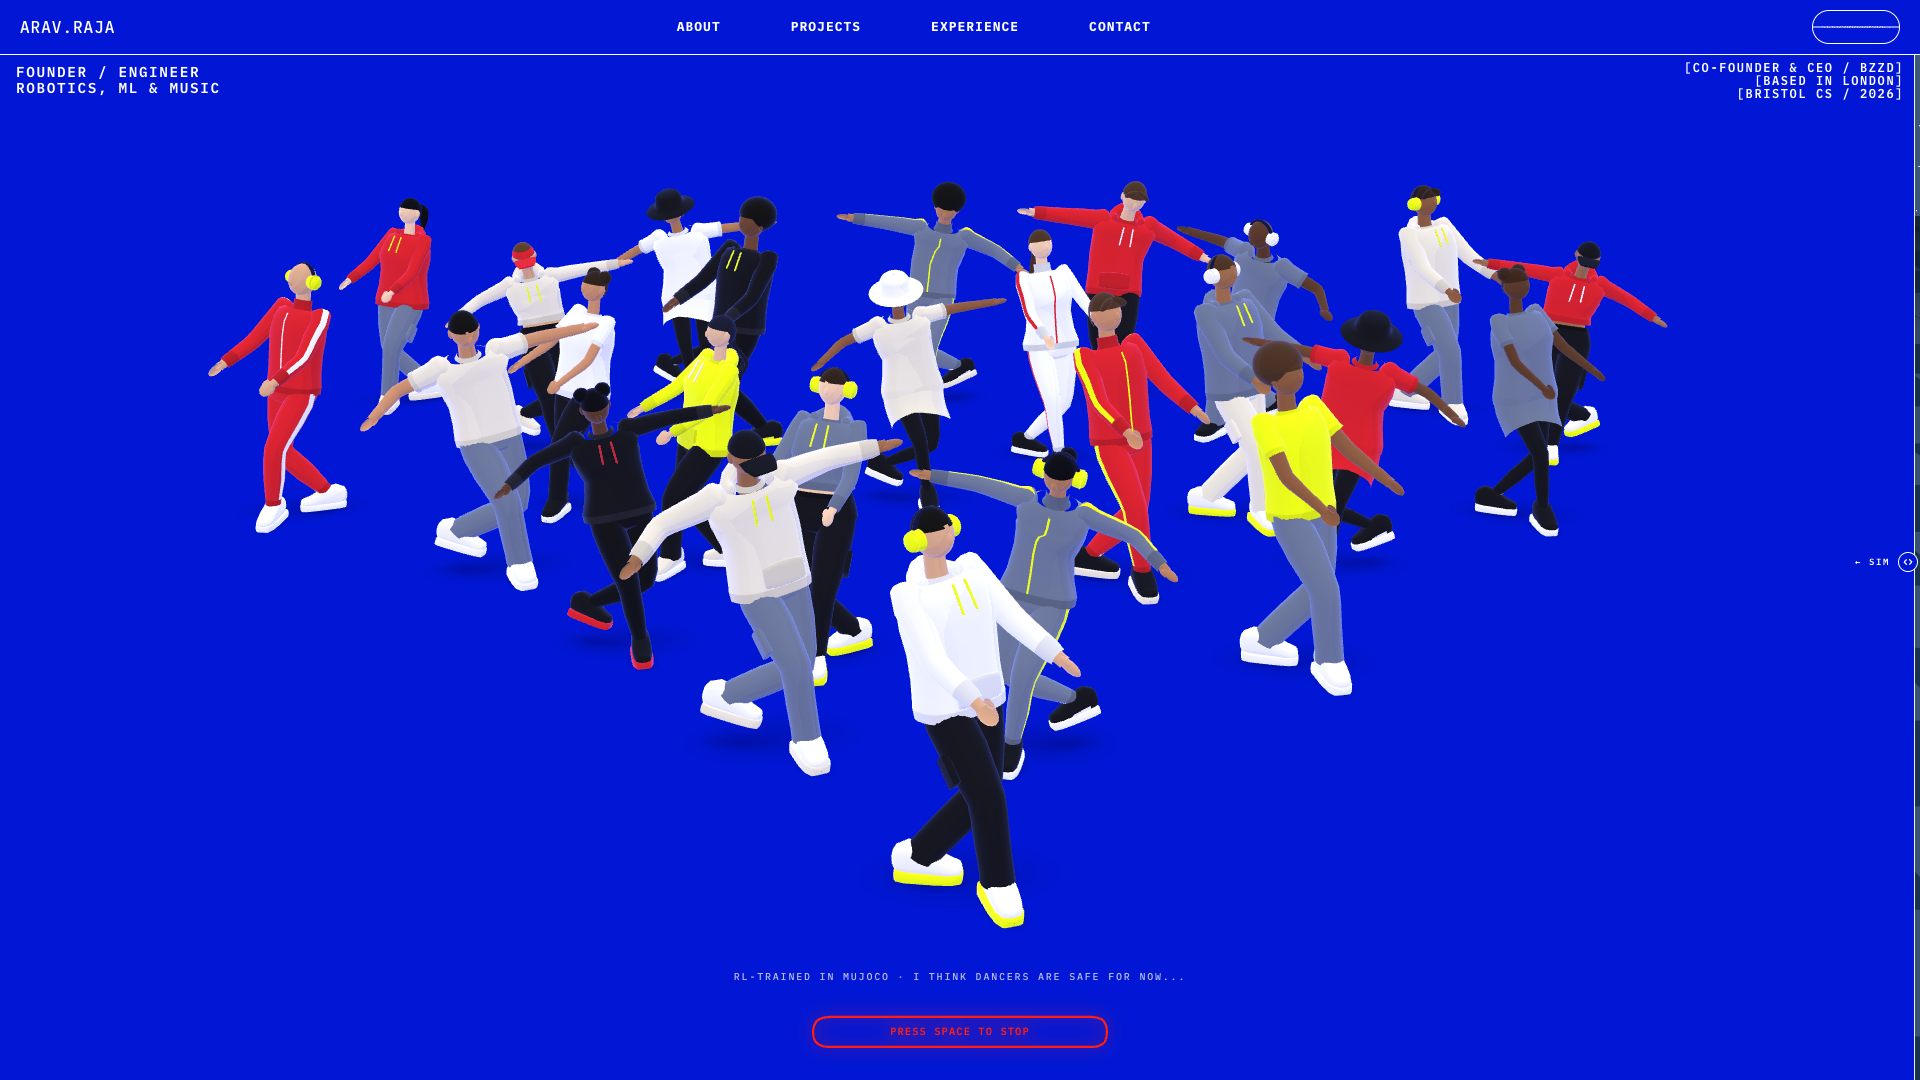 ARAV.RAJA
ABOUT
PROJECTS
EXPERIENCE
CONTACT
FOUNDER / ENGINEER
ROBOTICS, ML & MUSIC
[CO-FOUNDER & CEO / BZZD]
[BASED IN LONDON]
[BRISTOL CS / 2026]
← SIM
RL-TRAINED IN MUJOCO · I THINK DANCERS ARE SAFE FOR NOW...
PRESS SPACE TO STOP